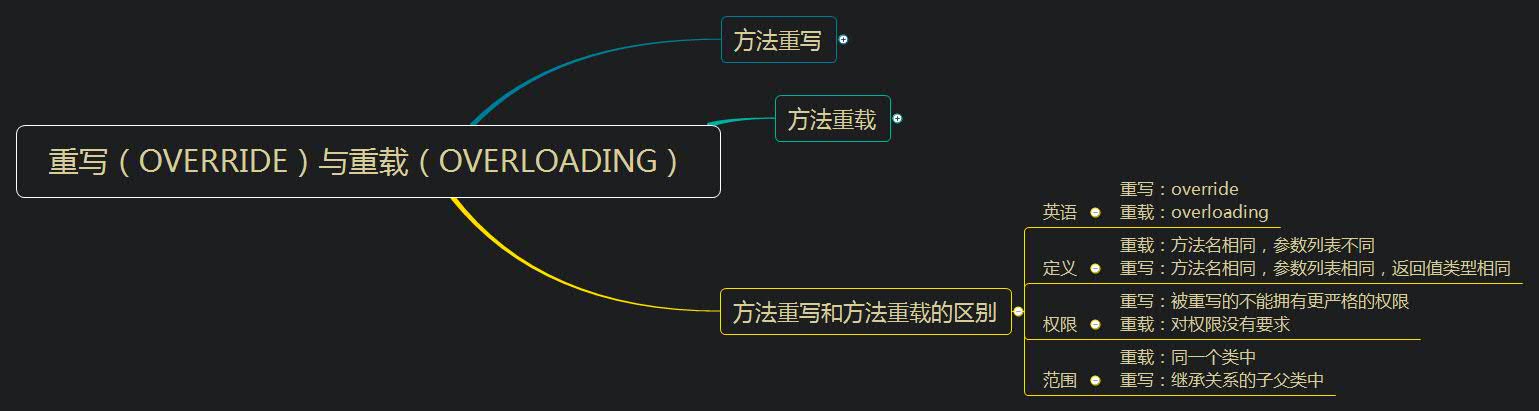 方法重写
方法重载
重写（OVERRIDE）与重载（OVERLOADING）
方法重写和方法重载的区别
英语
重写：override
重载：overloading
定义
重载：方法名相同，参数列表不同
重写：方法名相同，参数列表相同，返回值类型相同
权限
重写：被重写的不能拥有更严格的权限
重载：对权限没有要求
范围
重载：同一个类中
重写：继承关系的子父类中